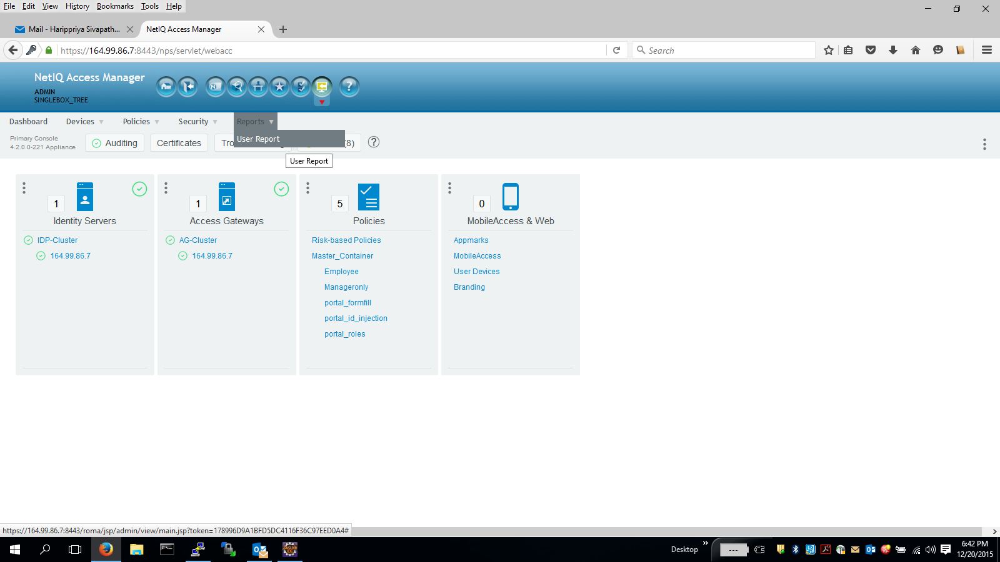 File Edit View History Bookmarks Tools Help
Mail - Harippriya Sivapath...
NetIQ Access Manager
https://164.99.86.7:8443/nps/servlet/webacc
Search
NetIQ Access Manager
ADMIN
SINGLEBOX_TREE
N
?
Dashboard Devices Policies Security Reports
User Report
Primary Console
4.2.0.0-221 Appliance
Auditing Certificates Tro (8) ?
User Report
1 1 5 0
Identity Servers Access Gateways Policies MobileAccess & Web
IDP-Cluster
164.99.86.7
AG-Cluster
164.99.86.7
Risk-based Policies
Master_Container
Employee
Manageronly
portal_formfill
portal_id_injection
portal_roles
Appmarks
MobileAccess
User Devices
Branding
https://164.99.86.7:8443/roma/jsp/admin/view/main.jsp?token=178996D9A1BFD5DC4116F36C97EED0A4#
Desktop
---
6:42 PM
12/20/2015